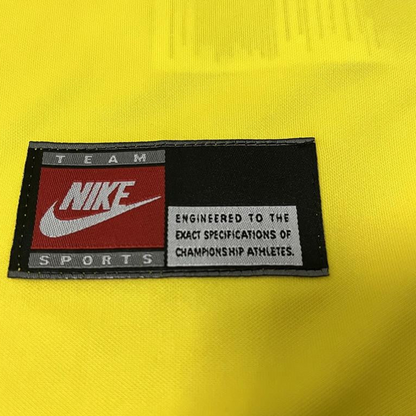 TEAM
NIKE
SPORTS
ENGINEERED TO THE
EXACT SPECIFICATIONS OF
CHAMPIONSHIP ATHLETES.